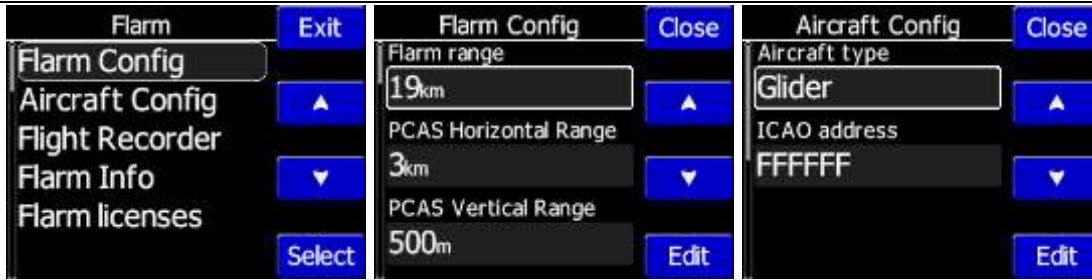 Flarm
Exit
Flarm Config
Aircraft Config
Flight Recorder
Flarm Info
Flarm licenses
Select
Flarm Config
Close
Flarm range
19km
PCAS Horizontal Range
3km
PCAS Vertical Range
500m
Edit
Aircraft Config
Close
Aircraft type
Glider
ICAO address
FFFFFF
Edit